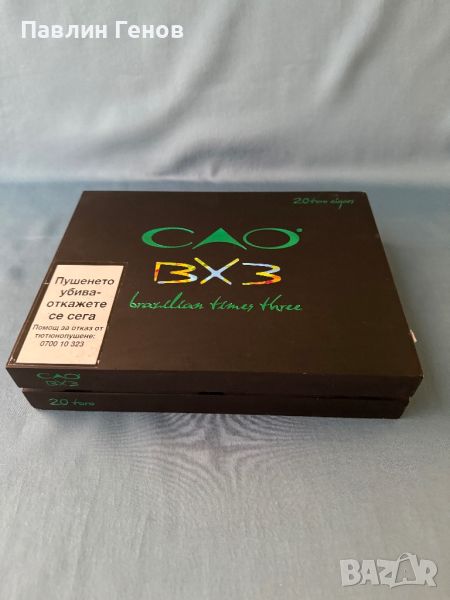 Павлин Генов
20 toro cigars
CAO
BX3
brazilian times three
Пушенето
убива-
откажете
се сега
Помощ за отказ от
тютюнопушене:
0700 10 323
CAO
BX3
20 toro
BAZAR